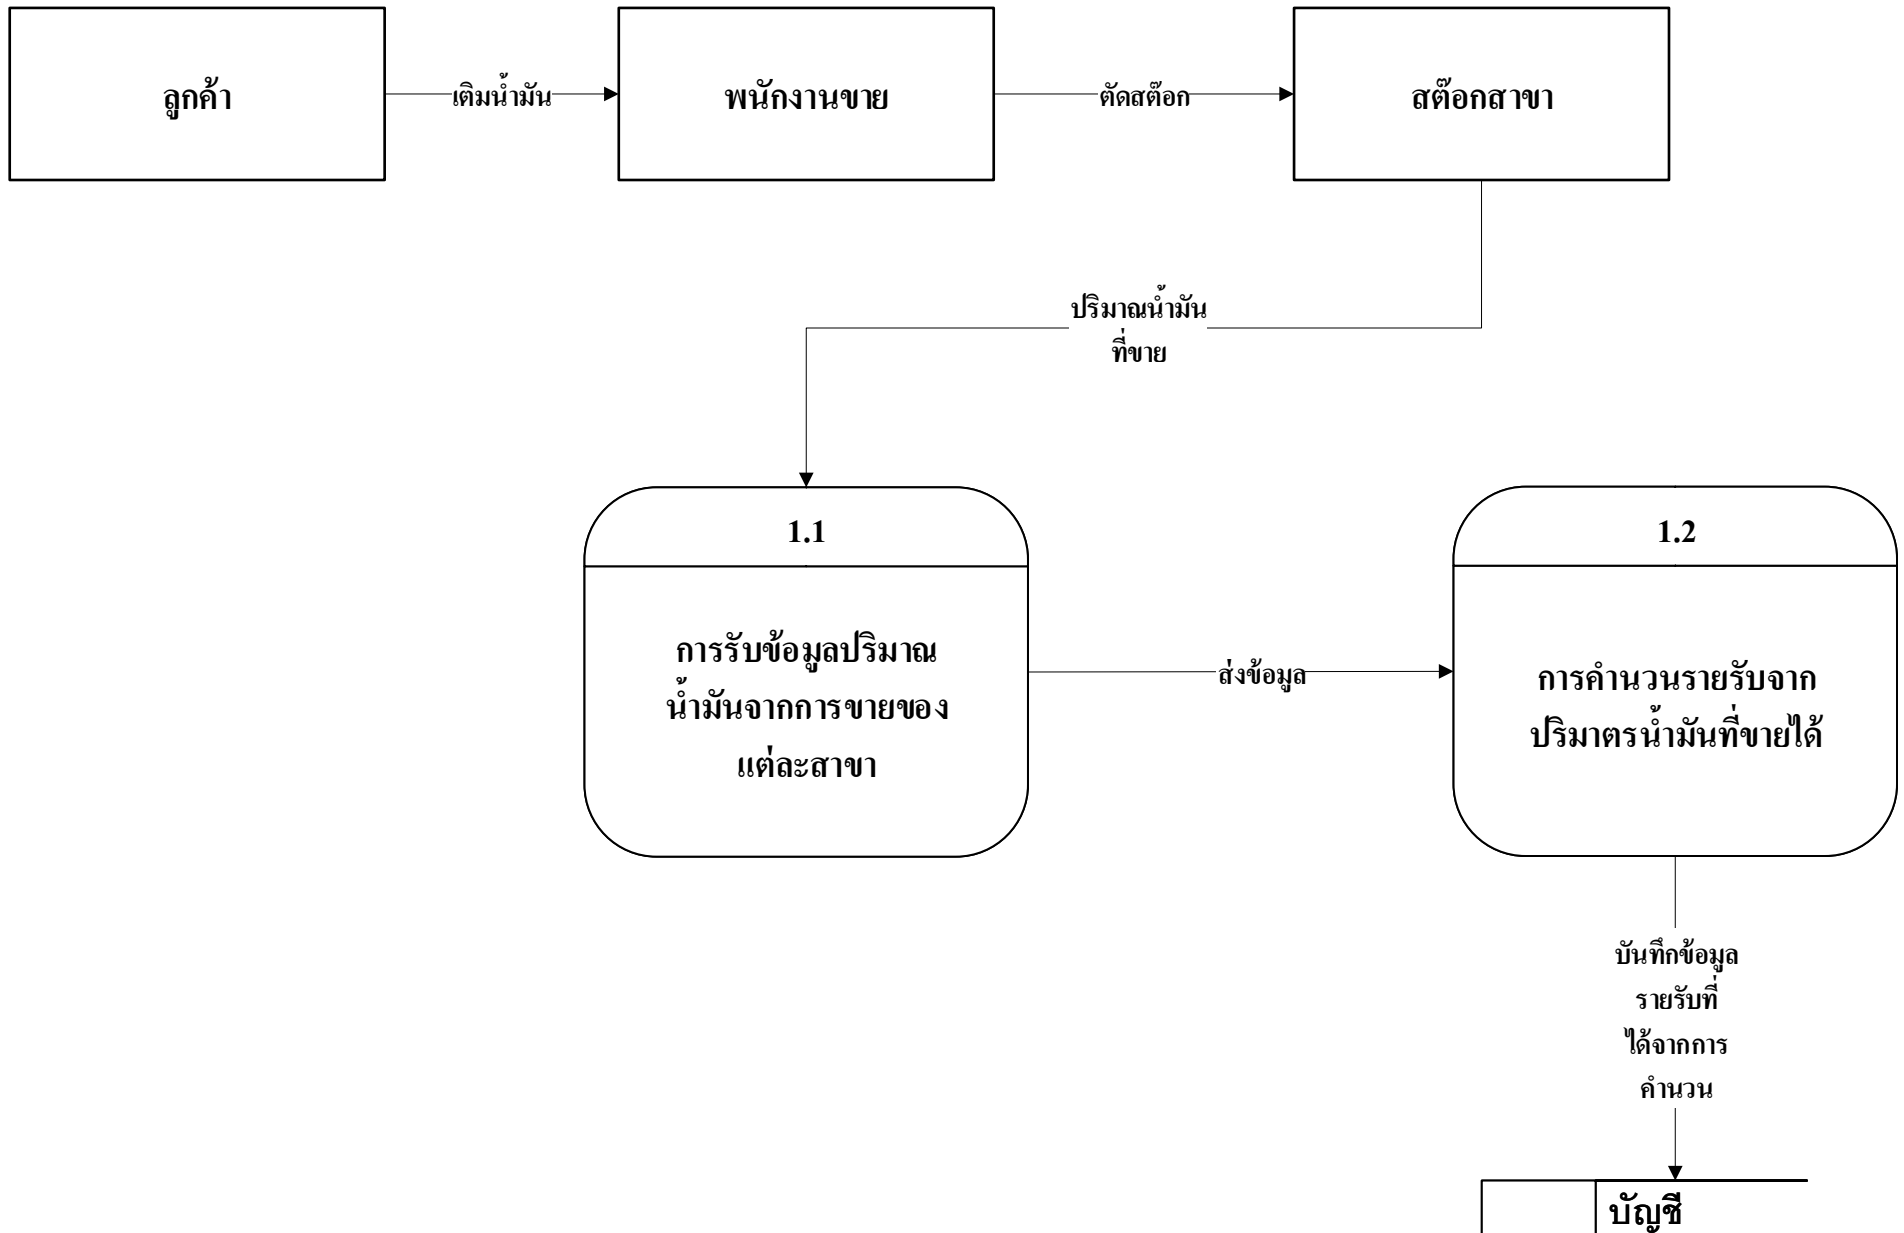 ลูกค้า
เติมน้ำมัน
พนักงานขาย
ตัดสต๊อก
สต๊อกสาขา
ปริมาณน้ำมัน
ที่ขาย
1.1
การรับข้อมูลปริมาณ
น้ำมันจากการขายของ
แต่ละสาขา
ส่งข้อมูล
1.2
การคำนวนรายรับจาก
ปริมาตรน้ำมันที่ขายได้
บันทึกข้อมูล
รายรับที่
ได้จากการ
คำนวน
บัญชี